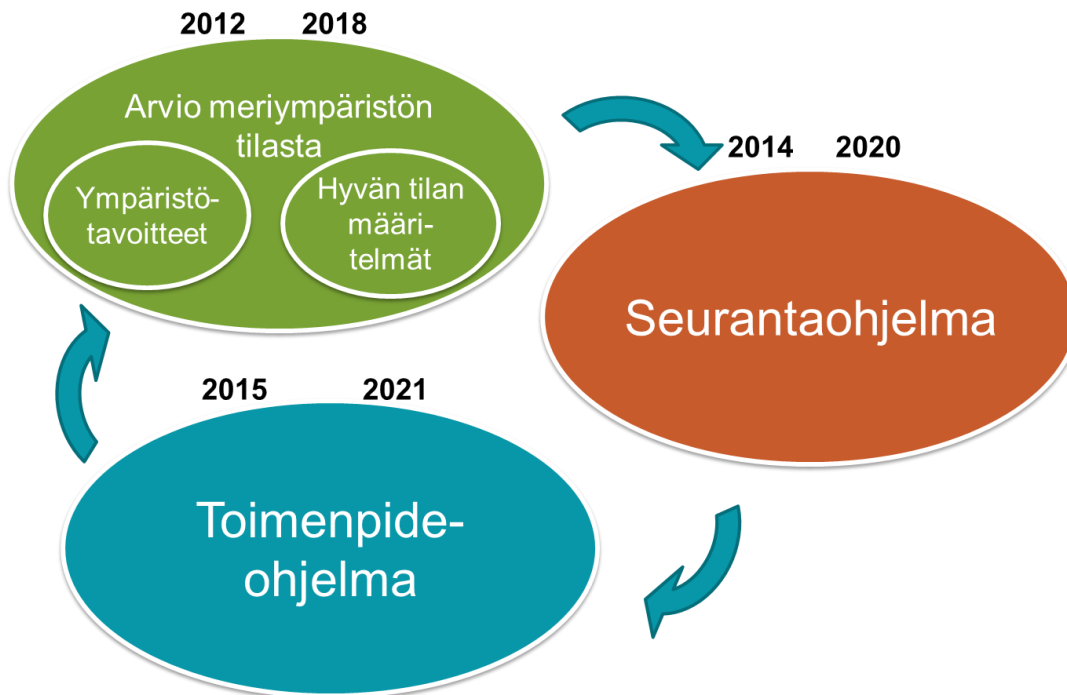 2012 2018
Arvio meriympäristön
tilasta
Ympäristö-
tavoitteet
Hyvän tilan
määri-
telmät
2014 2020
Seurantaohjelma
2015 2021
Toimenpide-
ohjelma